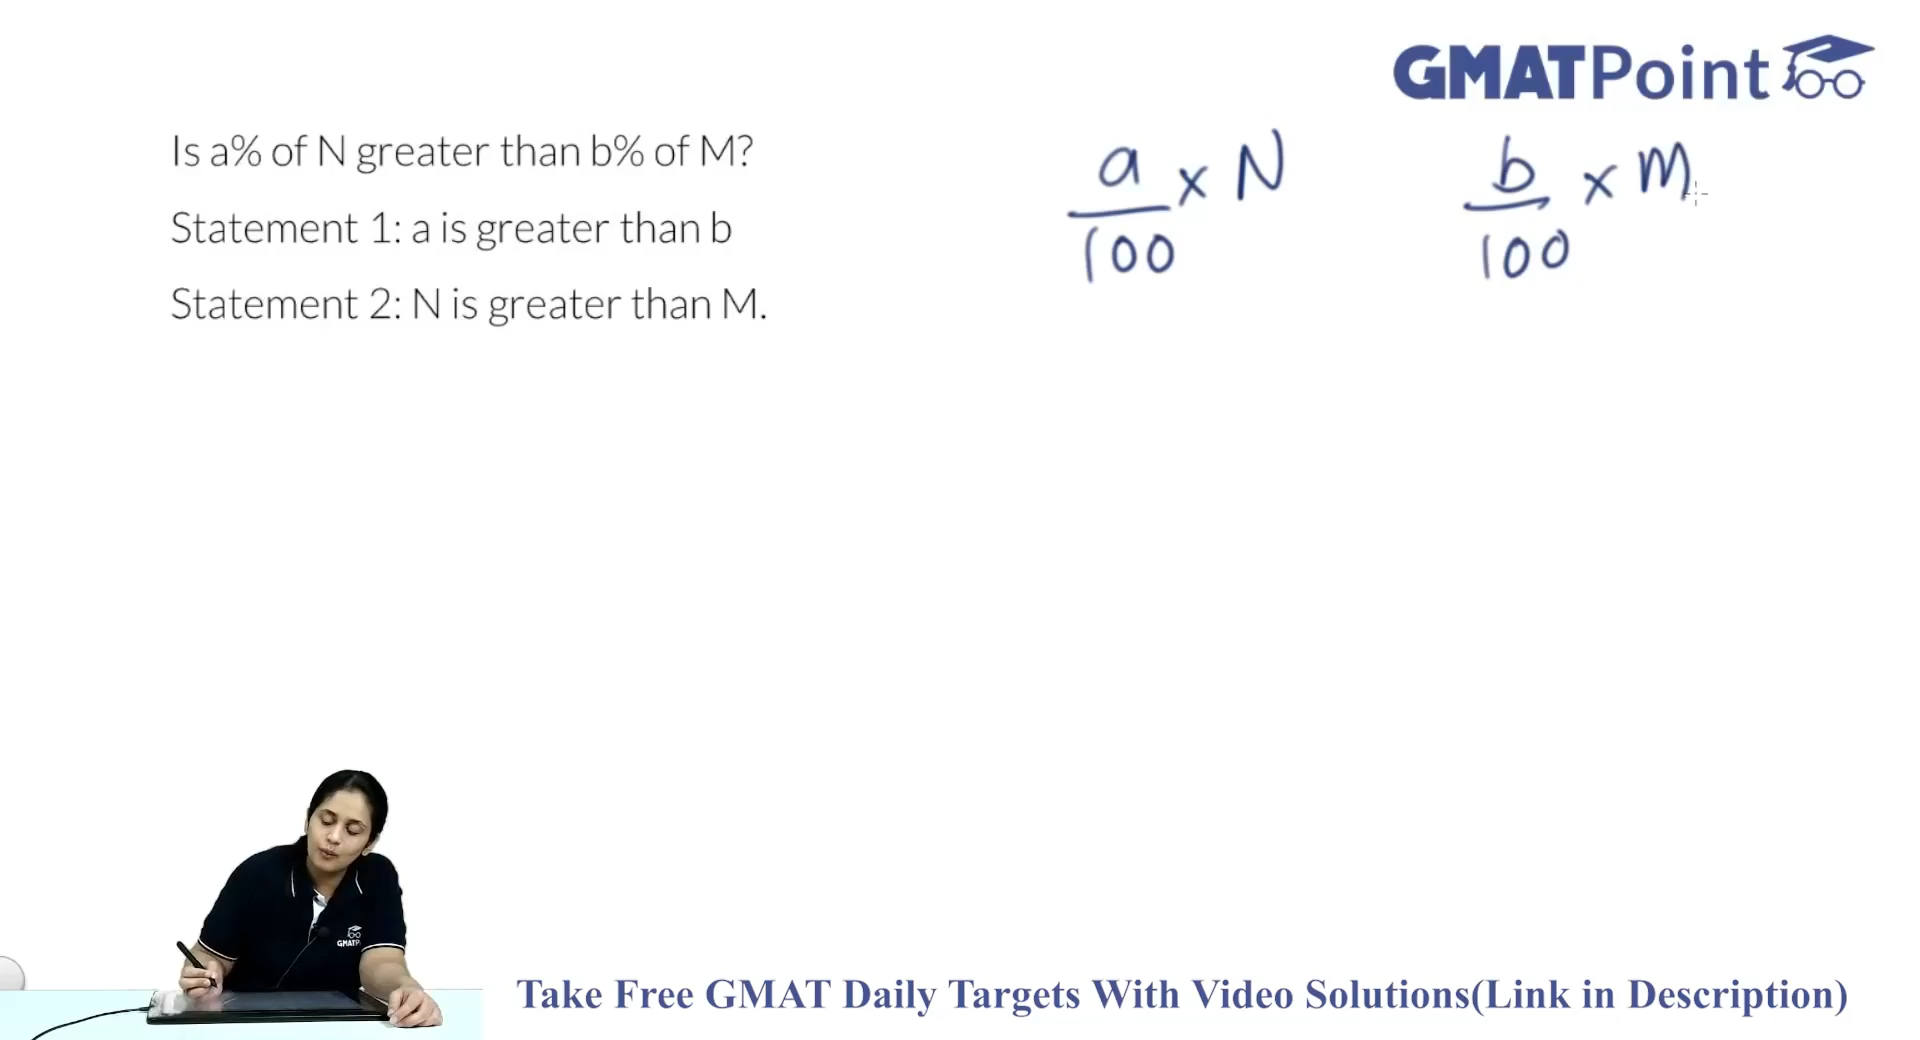 GMATPoint
Is a% of N greater than b% of M?
Statement 1: a is greater than b
Statement 2: N is greater than M.
a/100 × N
b/100 × M
GMATP
Take Free GMAT Daily Targets With Video Solutions(Link in Description)